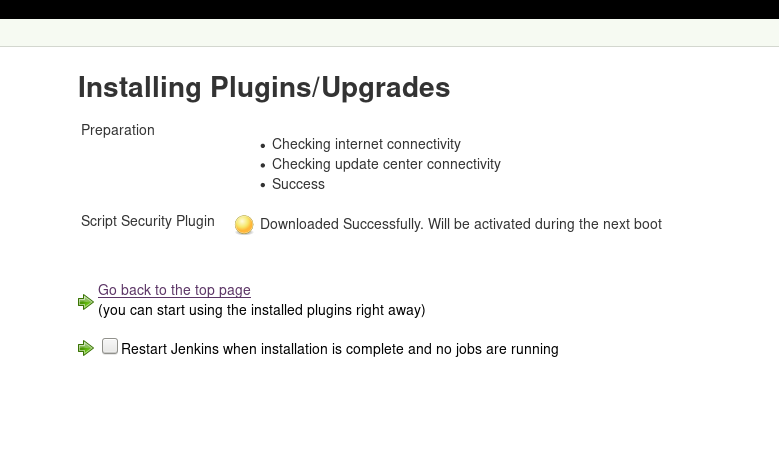 Installing Plugins/Upgrades
Preparation
Checking internet connectivity
Checking update center connectivity
Success
Script Security Plugin
Downloaded Successfully. Will be activated during the next boot
Go back to the top page
(you can start using the installed plugins right away)
Restart Jenkins when installation is complete and no jobs are running